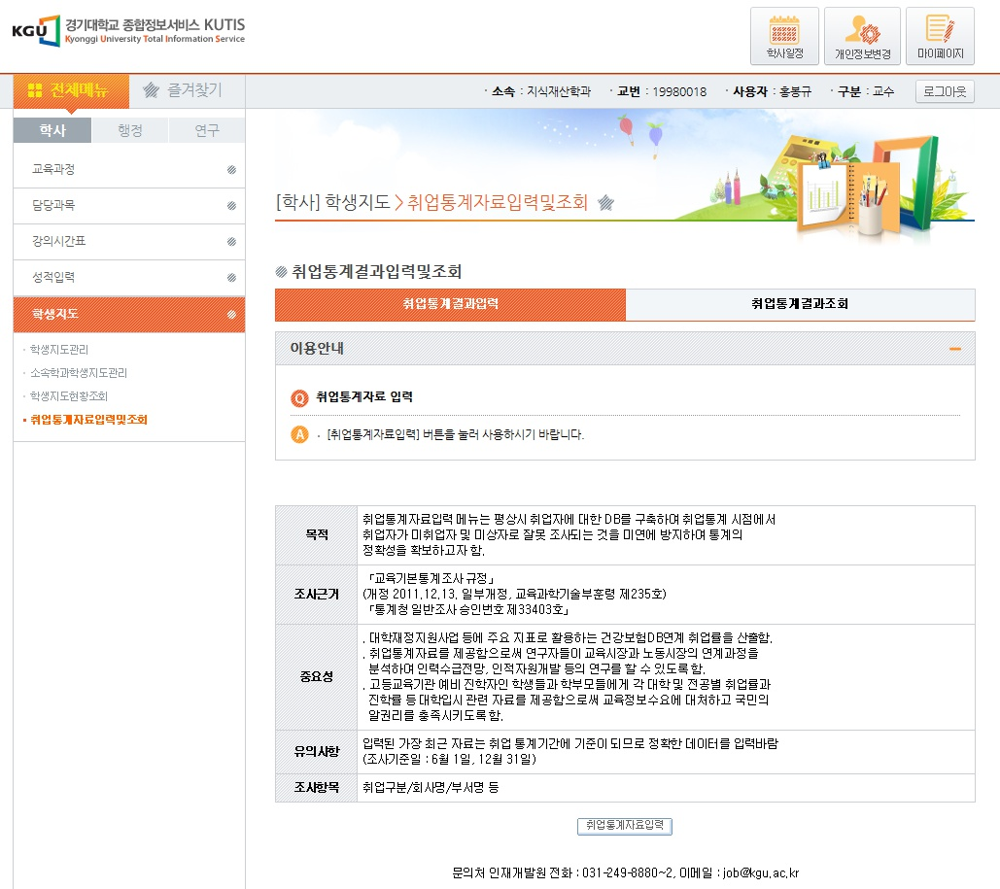 KGU 경기대학교 종합정보서비스 KUTIS
Kyonggi University Total Information Service
학사일정
개인정보변경
마이페이지
전체메뉴
즐겨찾기
· 소속 : 지식재산학과 · 교번 : 19980018 · 사용자 : 홍봉규 · 구분 : 교수
로그아웃
학사
행정
연구
교육과정
담당과목
강의시간표
성적입력
학생지도
· 학생지도관리
· 소속학과학생지도관리
· 학생지도현황조회
· 취업통계자료입력및조회
[학사] 학생지도 > 취업통계자료입력및조회
취업통계결과입력및조회
취업통계결과입력
취업통계결과조회
이용안내
Q 취업통계자료 입력
A · [취업통계자료입력] 버튼을 눌러 사용하시기 바랍니다.
목적
취업통계자료입력 메뉴는 평상시 취업자에 대한 DB를 구축하여 취업통계 시점에서
취업자가 미취업자 및 미상자로 잘못 조사되는 것을 미연에 방지하여 통계의
정확성을 확보하고자 함.
조사근거
「교육기본통계조사 규정」
(개정 2011.12.13. 일부개정, 교육과학기술부훈령 제235호)
「통계청 일반조사 승인번호 제33403호」
중요성
. 대학재정지원사업 등에 주요 지표로 활용하는 건강보험DB연계 취업률을 산출함.
. 취업통계자료를 제공함으로써 연구자들이 교육시장과 노동시장의 연계과정을
분석하여 인력수급전망, 인적자원개발 등의 연구를 할 수 있도록 함.
. 고등교육기관 예비 진학자인 학생들과 학부모들에게 각 대학 및 전공별 취업률과
진학률 등 대학입시 관련 자료를 제공함으로써 교육정보수요에 대처하고 국민의
알권리를 충족시키도록 함.
유의사항
입력된 가장 최근 자료는 취업 통계기간에 기준이 되므로 정확한 데이터를 입력바람
(조사기준일 : 6월 1일, 12월 31일)
조사항목
취업구분/회사명/부서명 등
취업통계자료입력
문의처 인재개발원 전화 : 031-249-8880~2, 이메일 : job@kgu.ac.kr